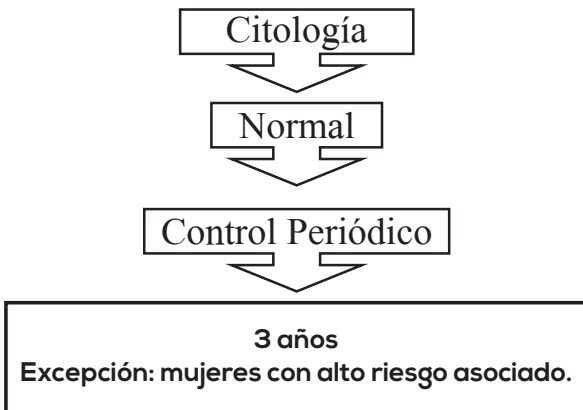 Citología
Normal
Control Periódico
3 años
Excepción: mujeres con alto riesgo asociado.